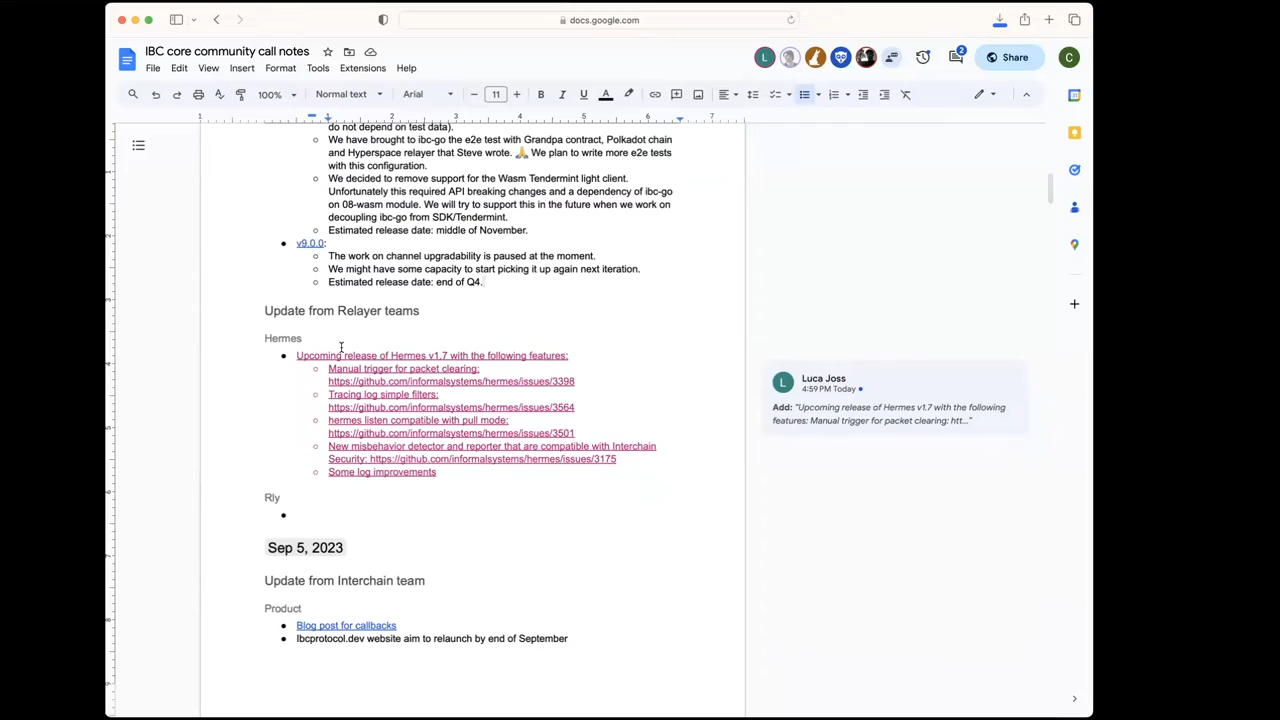 docs.google.com
IBC core community call notes
File Edit View Insert Format Tools Extensions Help
2
Share
C
L
100%
Normal text
Arial
11
1 1 2 3 4 5 6 7
do not depend on test data).
We have brought to ibc-go the e2e test with Grandpa contract, Polkadot chain
and Hyperspace relayer that Steve wrote. 🙏 We plan to write more e2e tests
with this configuration.
We decided to remove support for the Wasm Tendermint light client.
Unfortunately this required API breaking changes and a dependency of ibc-go
on 08-wasm module. We will try to support this in the future when we work on
decoupling ibc-go from SDK/Tendermint.
Estimated release date: middle of November.
v9.0.0:
The work on channel upgradability is paused at the moment.
We might have some capacity to start picking it up again next iteration.
Estimated release date: end of Q4.
Update from Relayer teams
Hermes
Upcoming release of Hermes v1.7 with the following features:
Manual trigger for packet clearing:
https://github.com/informalsystems/hermes/issues/3398
Tracing log simple filters:
https://github.com/informalsystems/hermes/issues/3564
hermes listen compatible with pull mode:
https://github.com/informalsystems/hermes/issues/3501
New misbehavior detector and reporter that are compatible with Interchain
Security: https://github.com/informalsystems/hermes/issues/3175
Some log improvements
Rly
Sep 5, 2023
Update from Interchain team
Product
Blog post for callbacks
Ibcprotocol.dev website aim to relaunch by end of September
L
Luca Joss
4:59 PM Today
Add: "Upcoming release of Hermes v1.7 with the following
features: Manual trigger for packet clearing: htt..."